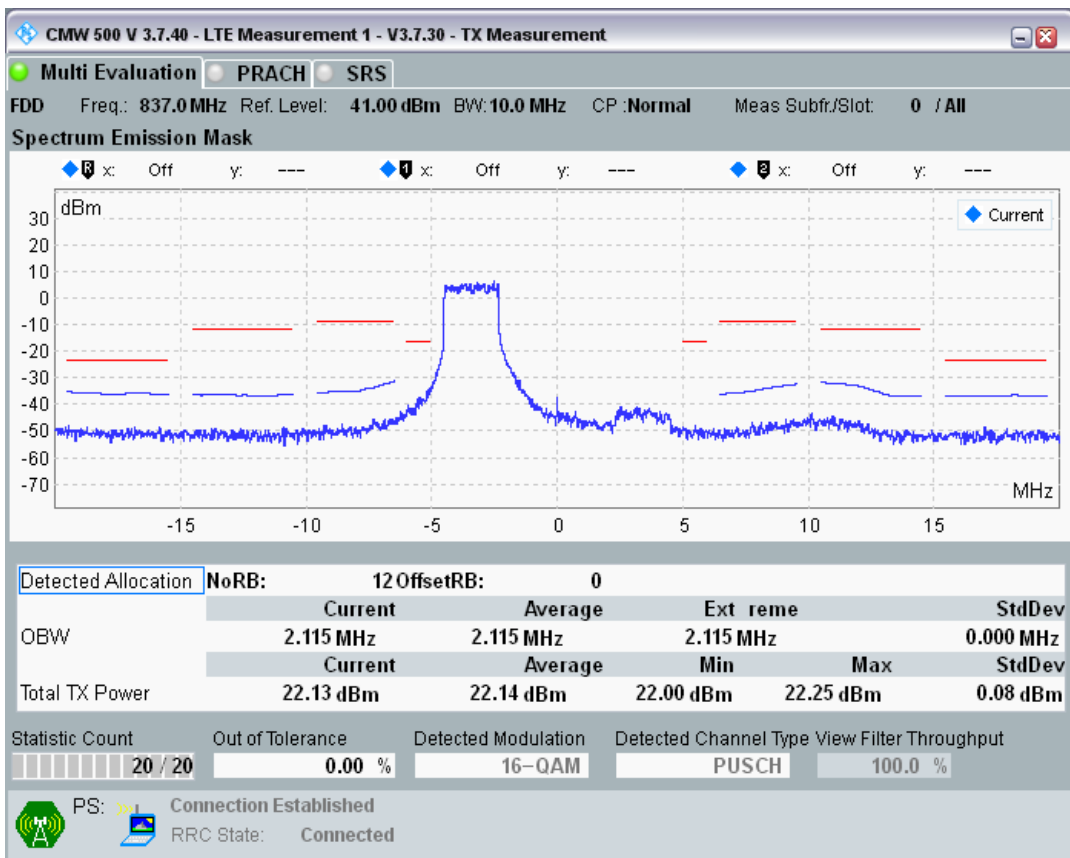 CMW 500 V 3.7.40 - LTE Measurement 1 - V3.7.30 - TX Measurement
Multi Evaluation PRACH SRS
FDD Freq.: 837.0 MHz Ref. Level: 41.00 dBm BW: 10.0 MHz CP :Normal Meas Subfr./Slot: 0 / All
Spectrum Emission Mask
R x: Off y: --- 1 x: Off y: --- 2 x: Off y: ---
dBm
Current
30
20
10
0
-10
-20
-30
-40
-50
-60
-70
MHz
-15 -10 -5 0 5 10 15
Detected Allocation NoRB: 12 OffsetRB: 0
Current Average Ext reme StdDev
OBW 2.115 MHz 2.115 MHz 2.115 MHz 0.000 MHz
Current Average Min Max StdDev
Total TX Power 22.13 dBm 22.14 dBm 22.00 dBm 22.25 dBm 0.08 dBm
Statistic Count Out of Tolerance Detected Modulation Detected Channel Type View Filter Throughput
20 / 20 0.00 % 16-QAM PUSCH 100.0 %
PS: Connection Established
RRC State: Connected